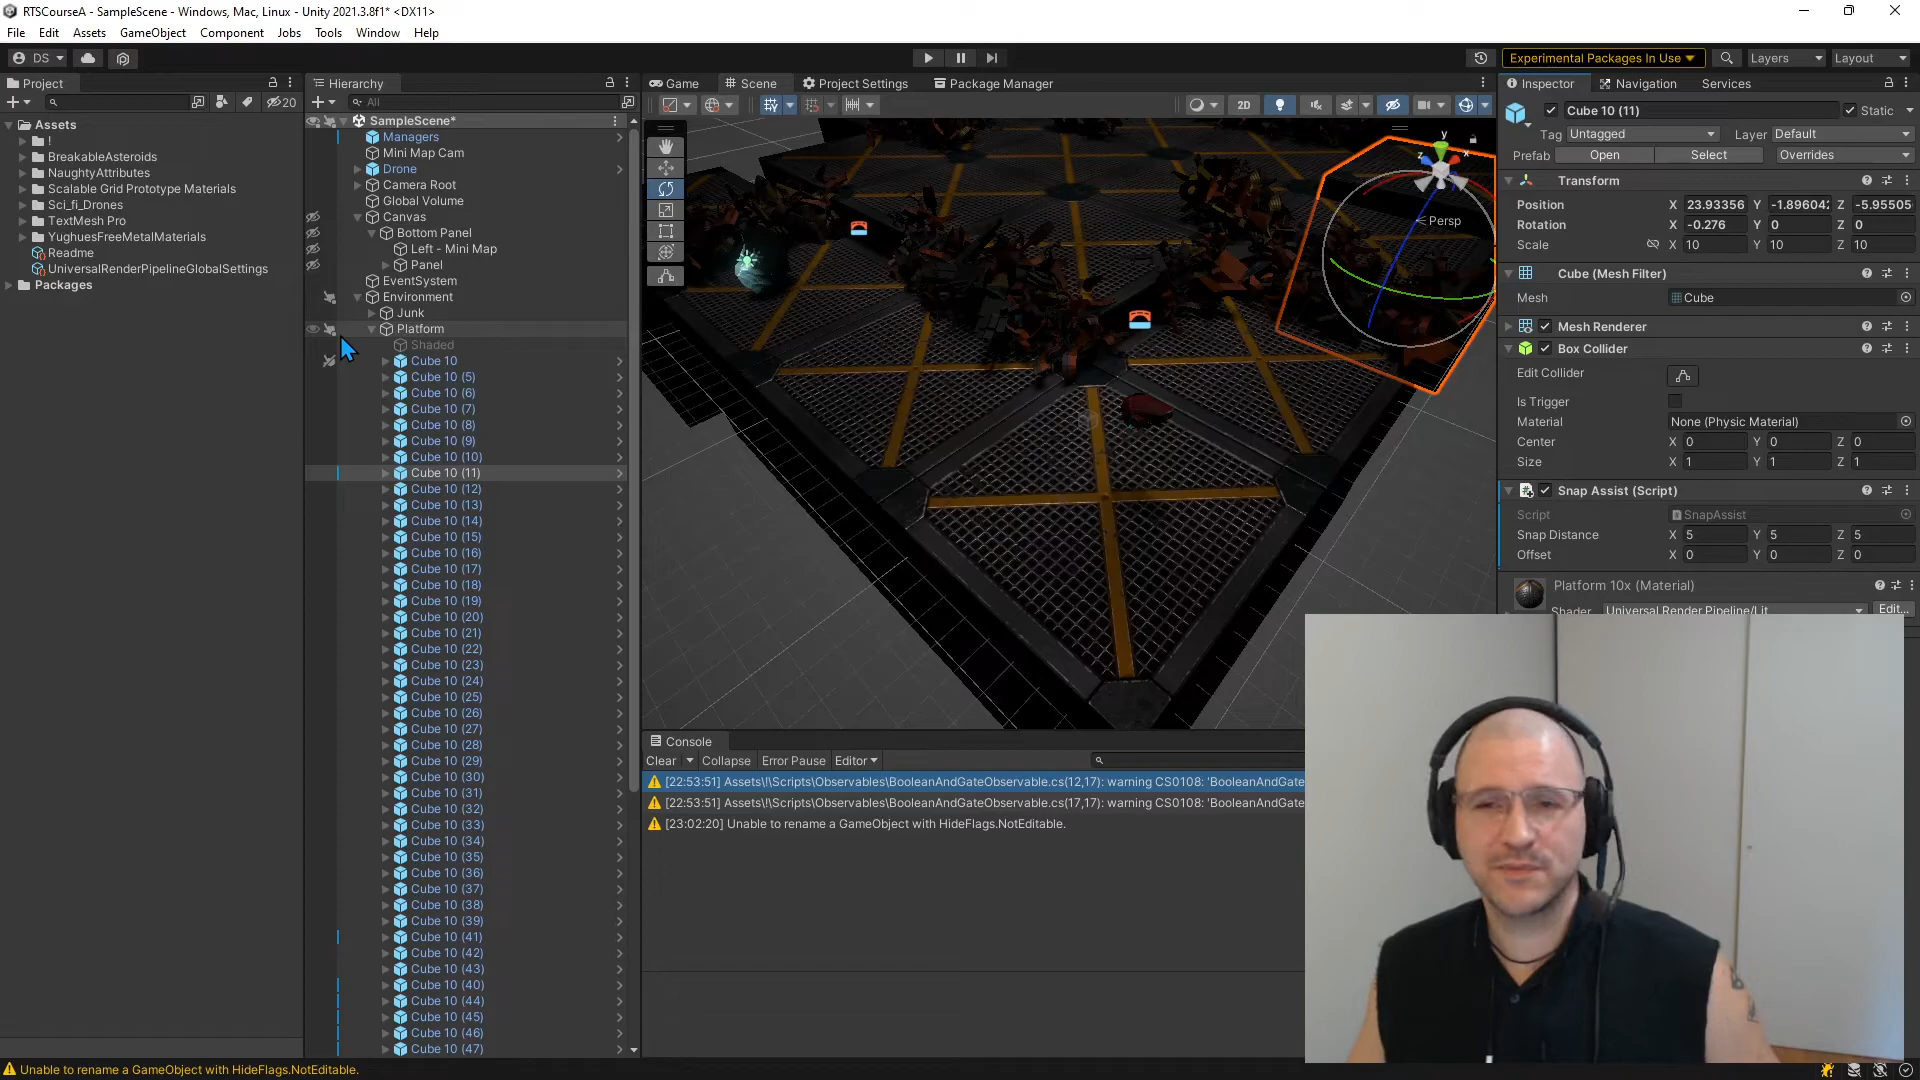 RTSCourseA - SampleScene - Windows, Mac, Linux - Unity 2021.3.8f1* <DX11>
File Edit Assets GameObject Component Jobs Tools Window Help
DS
Experimental Packages In Use
Layers
Layout
Project
20
Assets
!
BreakableAsteroids
NaughtyAttributes
Scalable Grid Prototype Materials
Sci_fi_Drones
TextMesh Pro
YughuesFreeMetalMaterials
Readme
UniversalRenderPipelineGlobalSettings
Packages
Hierarchy
All
SampleScene*
Managers
Mini Map Cam
Drone
Camera Root
Global Volume
Canvas
Bottom Panel
Left - Mini Map
Panel
EventSystem
Environment
Junk
Platform
Shaded
Cube 10
Cube 10 (5)
Cube 10 (6)
Cube 10 (7)
Cube 10 (8)
Cube 10 (9)
Cube 10 (10)
Cube 10 (11)
Cube 10 (12)
Cube 10 (13)
Cube 10 (14)
Cube 10 (15)
Cube 10 (16)
Cube 10 (17)
Cube 10 (18)
Cube 10 (19)
Cube 10 (20)
Cube 10 (21)
Cube 10 (22)
Cube 10 (23)
Cube 10 (24)
Cube 10 (25)
Cube 10 (26)
Cube 10 (27)
Cube 10 (28)
Cube 10 (29)
Cube 10 (30)
Cube 10 (31)
Cube 10 (32)
Cube 10 (33)
Cube 10 (34)
Cube 10 (35)
Cube 10 (36)
Cube 10 (37)
Cube 10 (38)
Cube 10 (39)
Cube 10 (41)
Cube 10 (42)
Cube 10 (43)
Cube 10 (40)
Cube 10 (44)
Cube 10 (45)
Cube 10 (46)
Cube 10 (47)
Game Scene Project Settings Package Manager
2D
y
x
z
Persp
Console
Clear Collapse Error Pause Editor
[22:53:51] Assets\!\Scripts\Observables\BooleanAndGateObservable.cs(12,17): warning CS0108: 'BooleanAndGate
[22:53:51] Assets\!\Scripts\Observables\BooleanAndGateObservable.cs(17,17): warning CS0108: 'BooleanAndGate
[23:02:20] Unable to rename a GameObject with HideFlags.NotEditable.
Inspector Navigation Services
Cube 10 (11) Static
Tag Untagged Layer Default
Prefab Open Select Overrides
Transform
Position X 23.93356 Y -1.896042 Z -5.95505
Rotation X -0.276 Y 0 Z 0
Scale X 10 Y 10 Z 10
Cube (Mesh Filter)
Mesh Cube
Mesh Renderer
Box Collider
Edit Collider
Is Trigger
Material None (Physic Material)
Center X 0 Y 0 Z 0
Size X 1 Y 1 Z 1
Snap Assist (Script)
Script SnapAssist
Snap Distance X 5 Y 5 Z 5
Offset X 0 Y 0 Z 0
Platform 10x (Material)
Shader Universal Render Pipeline/Lit Edit...
Unable to rename a GameObject with HideFlags.NotEditable.